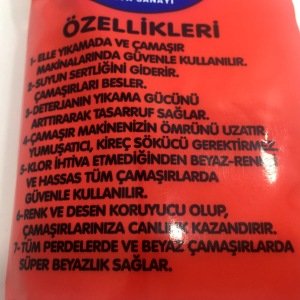 SANAYİ
ÖZELLİKLERİ
1- ELLE YIKAMADA VE ÇAMAŞIR
MAKİNALARINDA GÜVENLE KULLANILIR.
2-SUYUN SERTLİĞİNİ GİDERİR.
ÇAMAŞIRLARI BESLER.
3-DETERJANIN YIKAMA GÜCÜNÜ
ARTTIRARAK TASARRUF SAĞLAR.
4-ÇAMAŞIR MAKİNENİZİN ÖMRÜNÜ UZATIR,
YUMUŞATICI, KİREÇ SÖKÜCÜ GEREKTİRMEZ.
5-KLOR İHTİVA ETMEDİĞİNDEN BEYAZ-RENK
VE HASSAS TÜM ÇAMAŞIRLARDA
GÜVENLE KULLANILIR.
6-RENK VE DESEN KORUYUCU OLUP,
ÇAMAŞIRLARINIZA CANLILIK KAZANDIRIR.
7-TÜM PERDELERDE VE BEYAZ ÇAMAŞIRLARDA
SÜPER BEYAZLIK SAĞLAR.